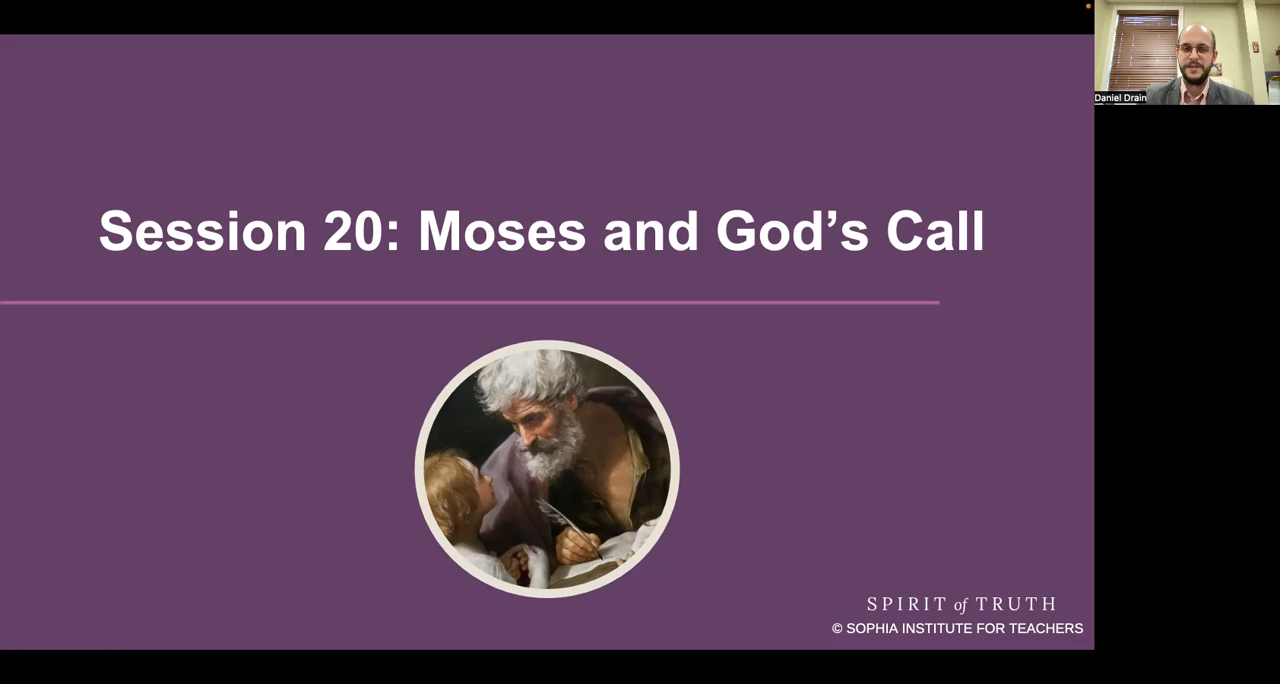 Daniel Drain
Session 20: Moses and God’s Call
SPIRIT of TRUTH
© SOPHIA INSTITUTE FOR TEACHERS